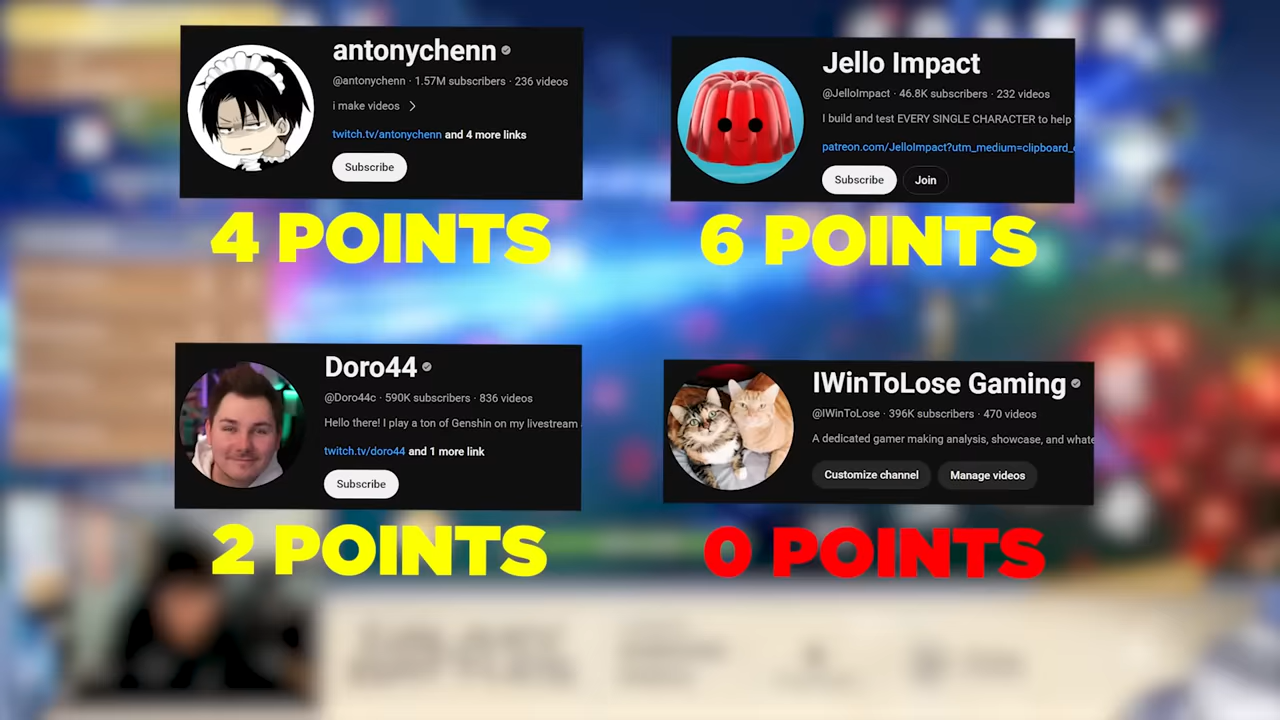 antonychenn
@antonychenn · 1.57M subscribers · 236 videos
i make videos
twitch.tv/antonychenn and 4 more links
Subscribe
4 POINTS
Jello Impact
@JelloImpact · 46.8K subscribers · 232 videos
I build and test EVERY SINGLE CHARACTER to help
patreon.com/JelloImpact?utm_medium=clipboard_
Subscribe Join
6 POINTS
Doro44
@Doro44c · 590K subscribers · 836 videos
Hello there! I play a ton of Genshin on my livestream
twitch.tv/doro44 and 1 more link
Subscribe
2 POINTS
IWinToLose Gaming
@IWinToLose · 396K subscribers · 470 videos
A dedicated gamer making analysis, showcase, and whate
Customize channel Manage videos
0 POINTS